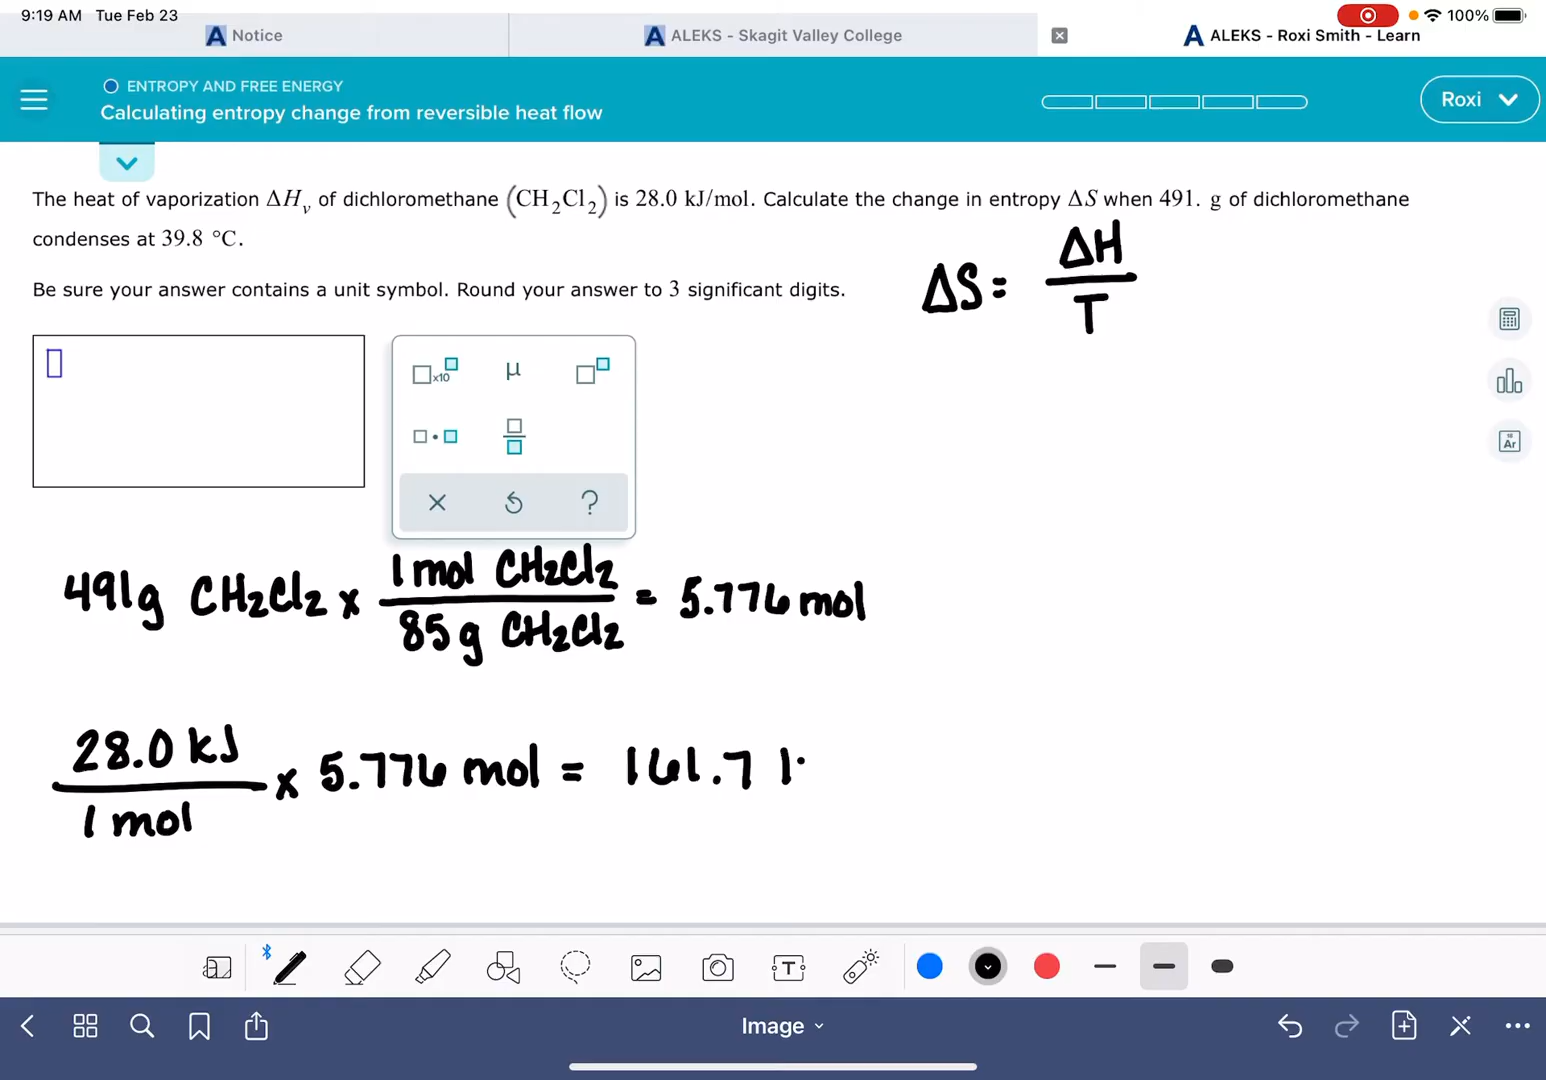 9:19 AM Tue Feb 23
100%
Notice
ALEKS - Skagit Valley College
ALEKS - Roxi Smith - Learn
ENTROPY AND FREE ENERGY
Calculating entropy change from reversible heat flow
Roxi
The heat of vaporization ΔHᵥ of dichloromethane (CH₂Cl₂) is 28.0 kJ/mol. Calculate the change in entropy ΔS when 491. g of dichloromethane
condenses at 39.8 °C.
Be sure your answer contains a unit symbol. Round your answer to 3 significant digits.
ΔS = ΔH / T
x10 μ
?
18 Ar
491g CH₂Cl₂ x 1 mol CH₂Cl₂ / 85 g CH₂Cl₂ = 5.776 mol
28.0 kJ / 1 mol x 5.776 mol = 161.7
a
T
Image